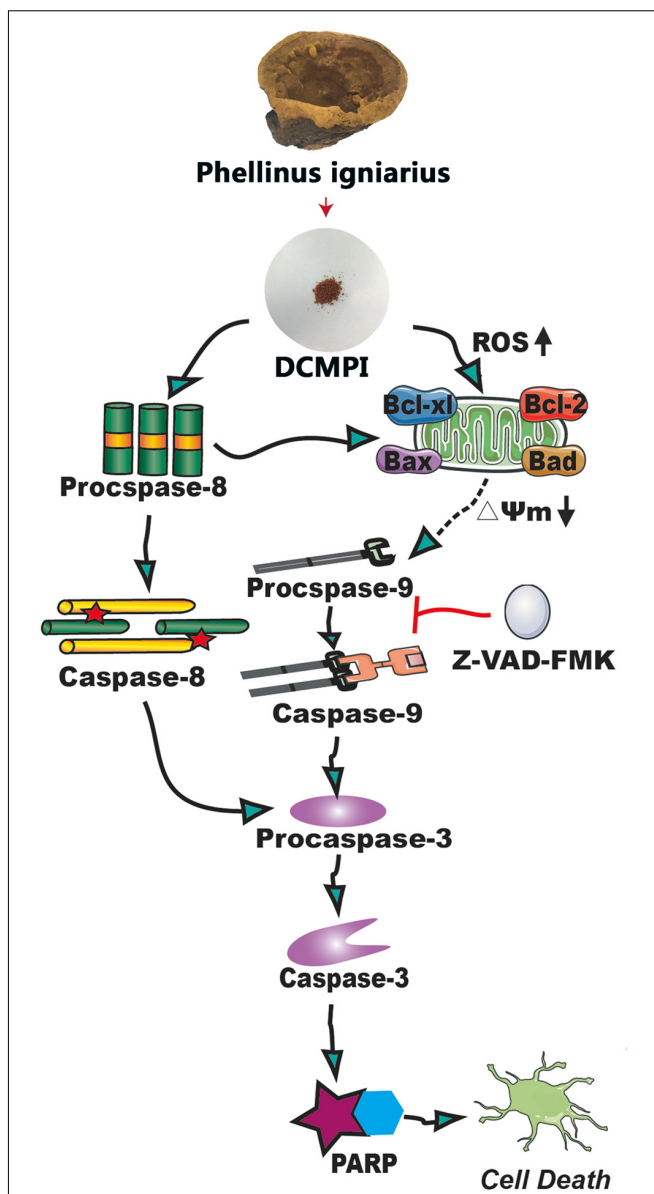 Phellinus igniarius
DCMPI
ROS
Bcl-xl
Bcl-2
Bax
Bad
Procspase-8
△Ψm
Procspase-9
Z-VAD-FMK
Caspase-8
Caspase-9
Procaspase-3
Caspase-3
PARP
Cell Death